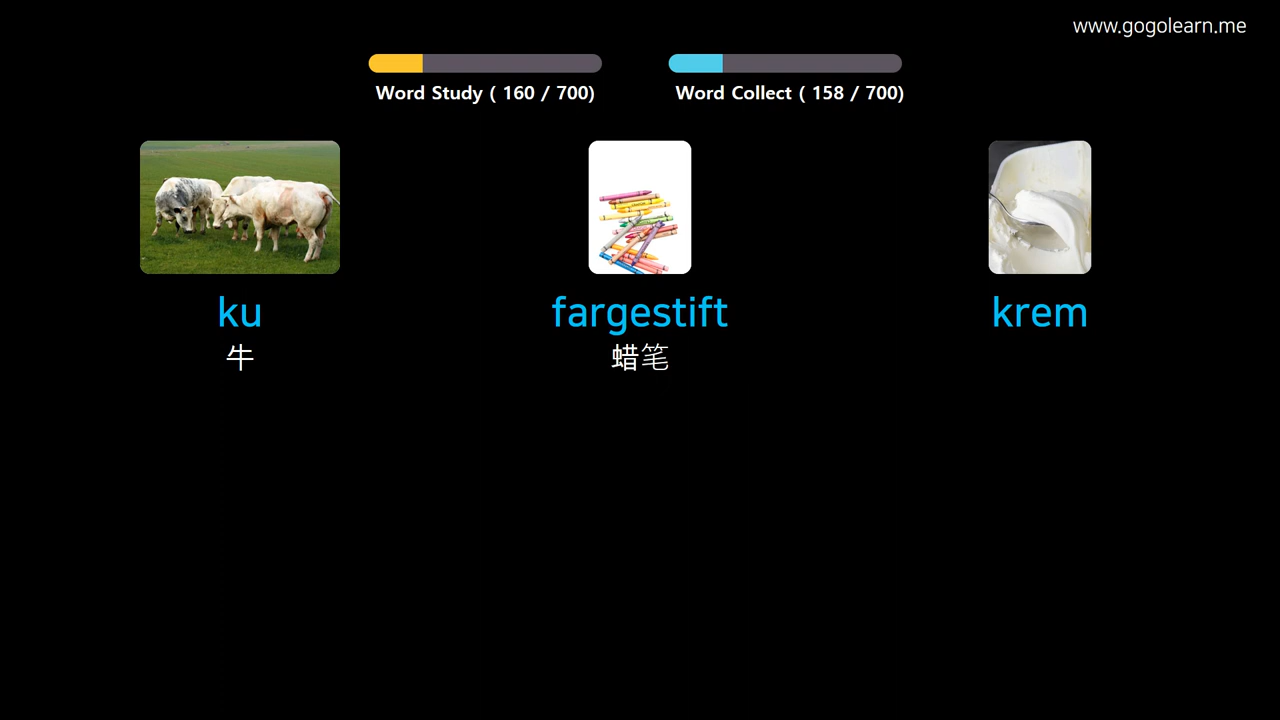 www.gogolearn.me
Word Study ( 160 / 700)
Word Collect ( 158 / 700)
ku
fargestift
krem
牛
蜡笔